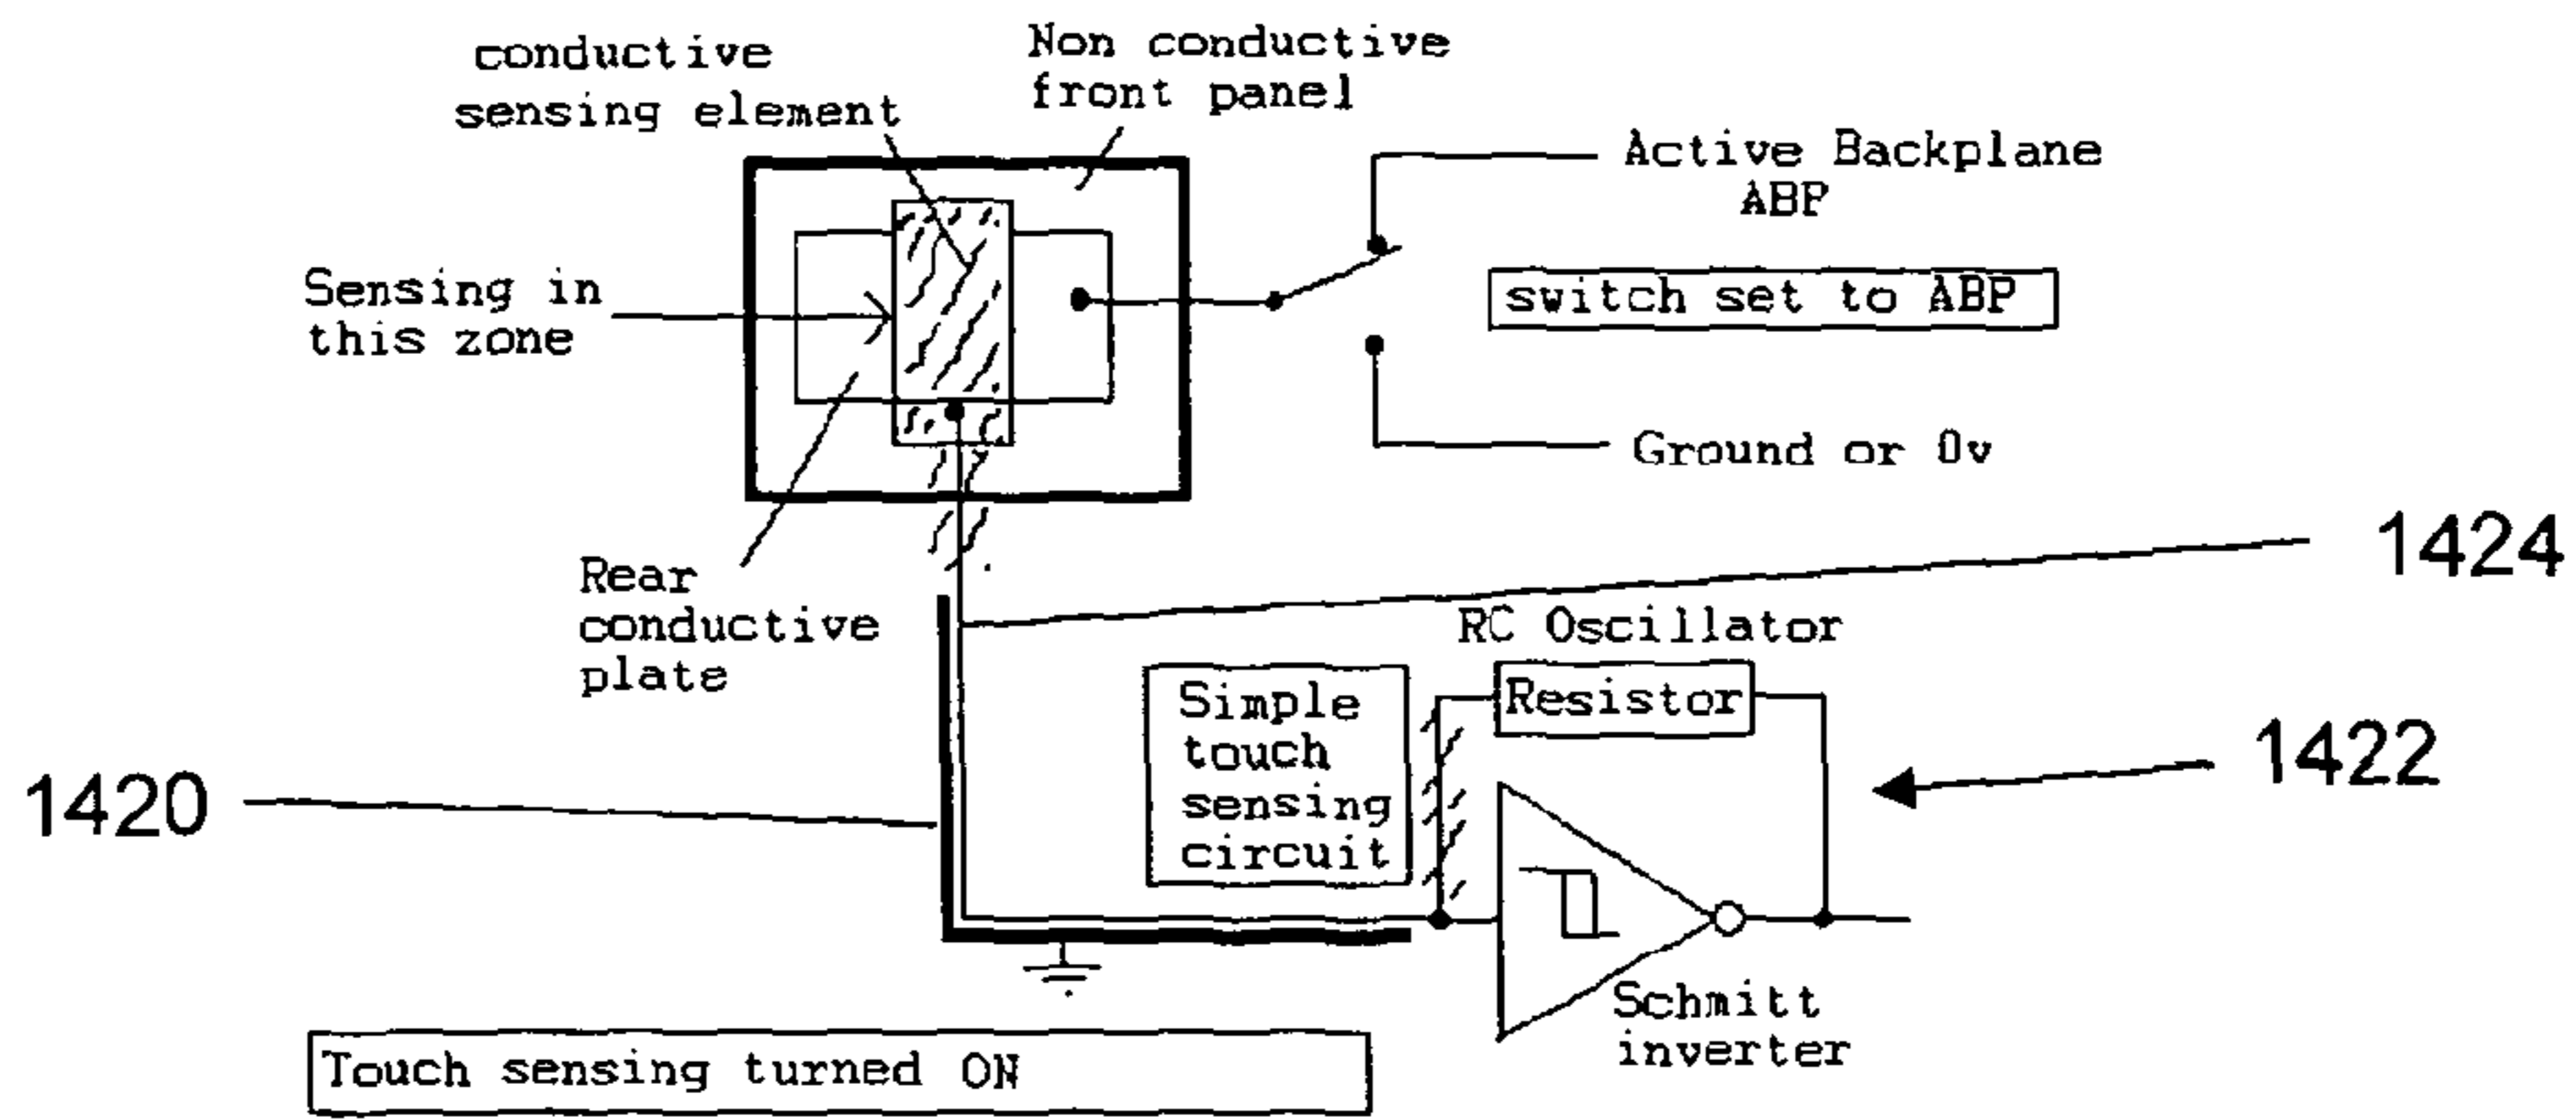 conductive
sensing element
Non conductive
front panel
Active Backplane
ABP
Sensing in
this zone
switch set to ABP
Ground or 0v
Rear
conductive
plate
1424
RC Oscillator
Simple
touch
sensing
circuit
Resistor
1422
1420
Schmitt
inverter
Touch sensing turned ON